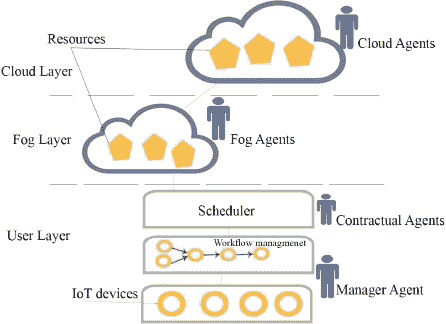 Resources
Cloud Agents
Cloud Layer
Fog Layer
Fog Agents
Scheduler
Contractual Agents
User Layer
Workflow managmenet
Manager Agent
IoT devices